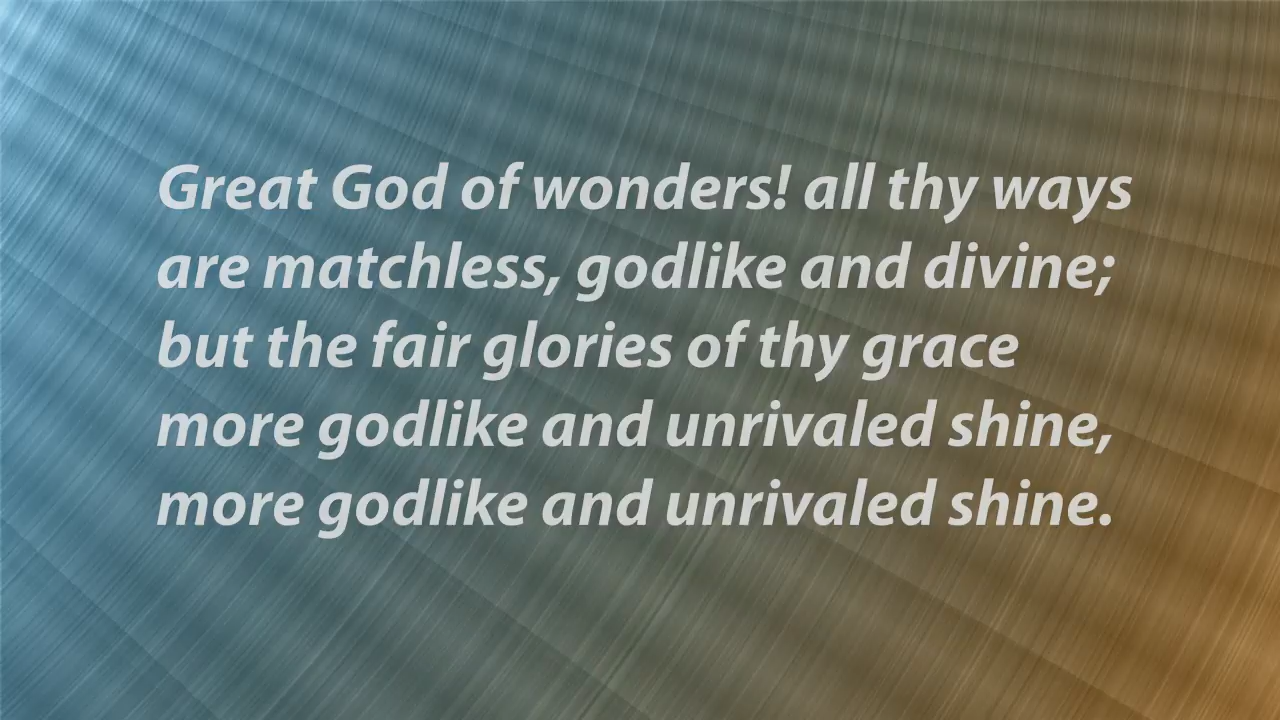 Great God of wonders! all thy ways
are matchless, godlike and divine;
but the fair glories of thy grace
more godlike and unrivaled shine,
more godlike and unrivaled shine.